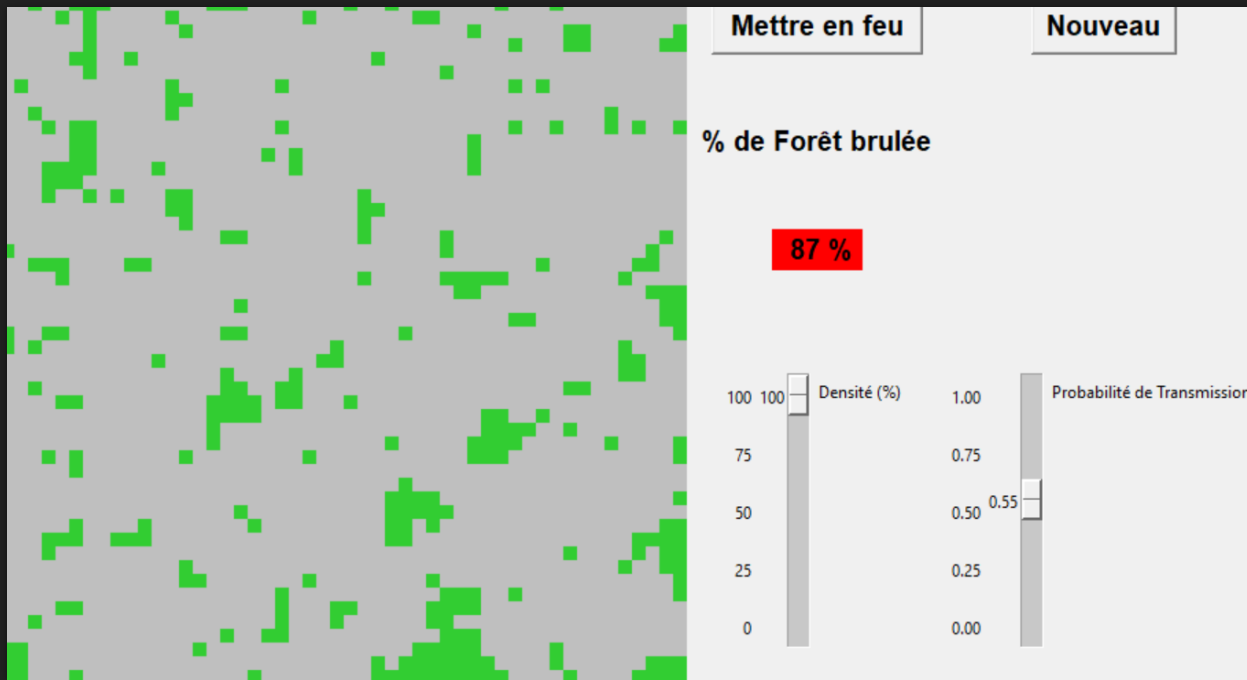 Mettre en feu
Nouveau
% de Forêt brulée
87 %
100 100 Densité (%)
75
50
25
0
1.00 Probabilité de Transmission
0.75
0.55
0.50
0.25
0.00